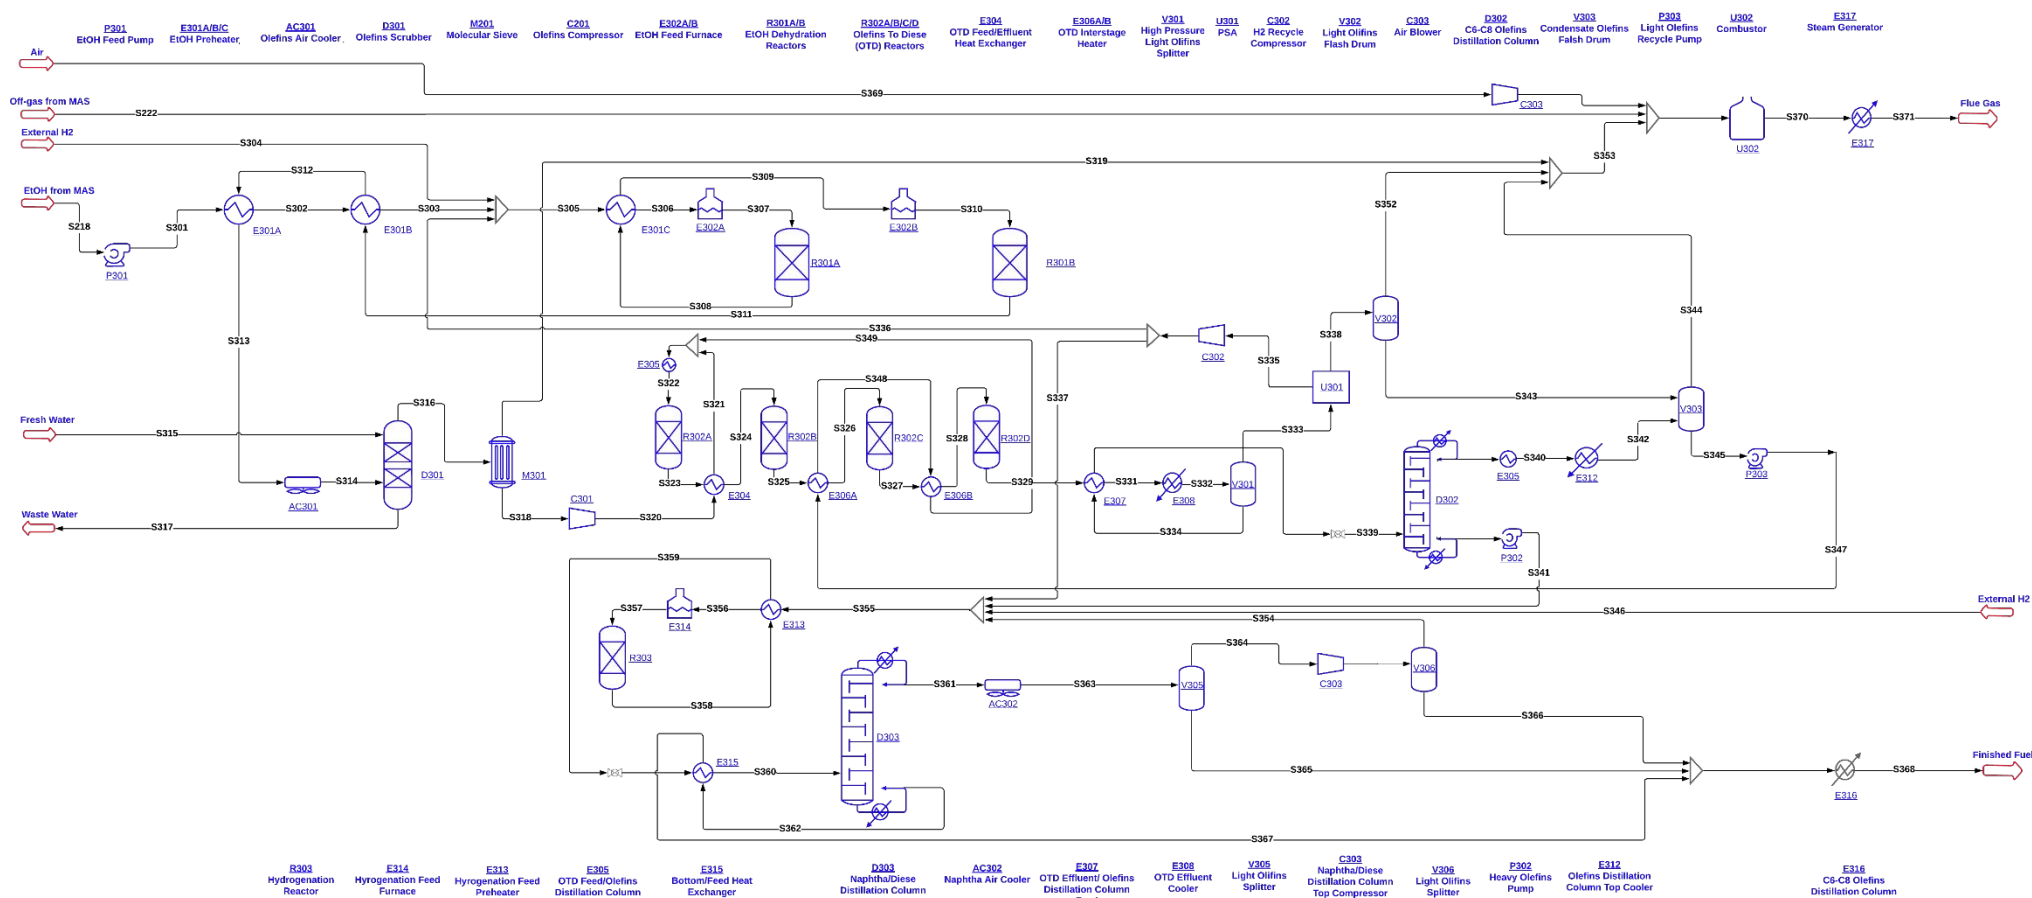 P301
EtOH Feed Pump
E301A/B/C
EtOH Preheater
AC301
Olefins Air Cooler
D301
Olefins Scrubber
M201
Molecular Sieve
C201
Olefins Compressor
E302A/B
EtOH Feed Furnace
R301A/B
EtOH Dehydration
Reactors
R302A/B/C/D
Olefins To Diese
(OTD) Reactors
E304
OTD Feed/Effluent
Heat Exchanger
E306A/B
OTD Interstage
Heater
V301
High Pressure
Light Olifins
Splitter
U301
PSA
C302
H2 Recycle
Compressor
V302
Light Olifins
Flash Drum
C303
Air Blower
D302
C6-C8 Olefins
Distillation Column
V303
Condensate Olefins
Falsh Drum
P303
Light Olefins
Recycle Pump
U302
Combustor
E317
Steam Generator
Air
S369
C303
Off-gas from MAS
S222
External H2
S304
U302
S370
E317
S371
Flue Gas
S319
S353
EtOH from MAS
S218
P301
S301
S312
E301A
S302
E301B
S303
S305
S309
E301C
S306
E302A
S307
R301A
S308
E302B
S310
R301B
S311
S352
S344
S313
S336
S349
C302
S335
S338
V302
U301
S343
V303
E305
S322
S321
S348
S337
S333
Fresh Water
S315
S316
D301
AC301
S314
M301
S318
C301
S320
Waste Water
S317
R302A
S323
E304
S324
R302B
S325
E306A
S326
R302C
S327
E306B
S328
R302D
S329
E307
S331
E308
S332
V301
S334
S339
D302
E305
S340
E312
S342
S345
P303
P302
S341
S347
S359
S357
E314
S356
E313
S355
S346
External H2
S354
R303
S358
D303
S361
AC302
S363
V305
S364
C303
V306
S366
E315
S360
S362
S365
S367
E316
S368
Finished Fuel
R303
Hydrogenation
Reactor
E314
Hyrogenation Feed
Furnace
E313
Hyrogenation Feed
Preheater
E305
OTD Feed/Olefins
Distillation Column
E315
Bottom/Feed Heat
Exchanger
D303
Naphtha/Diese
Distillation Column
AC302
Naphtha Air Cooler
E307
OTD Effluent/ Olefins
Distillation Column
E308
OTD Effluent
Cooler
V305
Light Olifins
Splitter
C303
Naphtha/Diese
Distillation Column
Top Compressor
V306
Light Olifins
Splitter
P302
Heavy Olefins
Pump
E312
Olefins Distillation
Column Top Cooler
E316
C6-C8 Olefins
Distillation Column